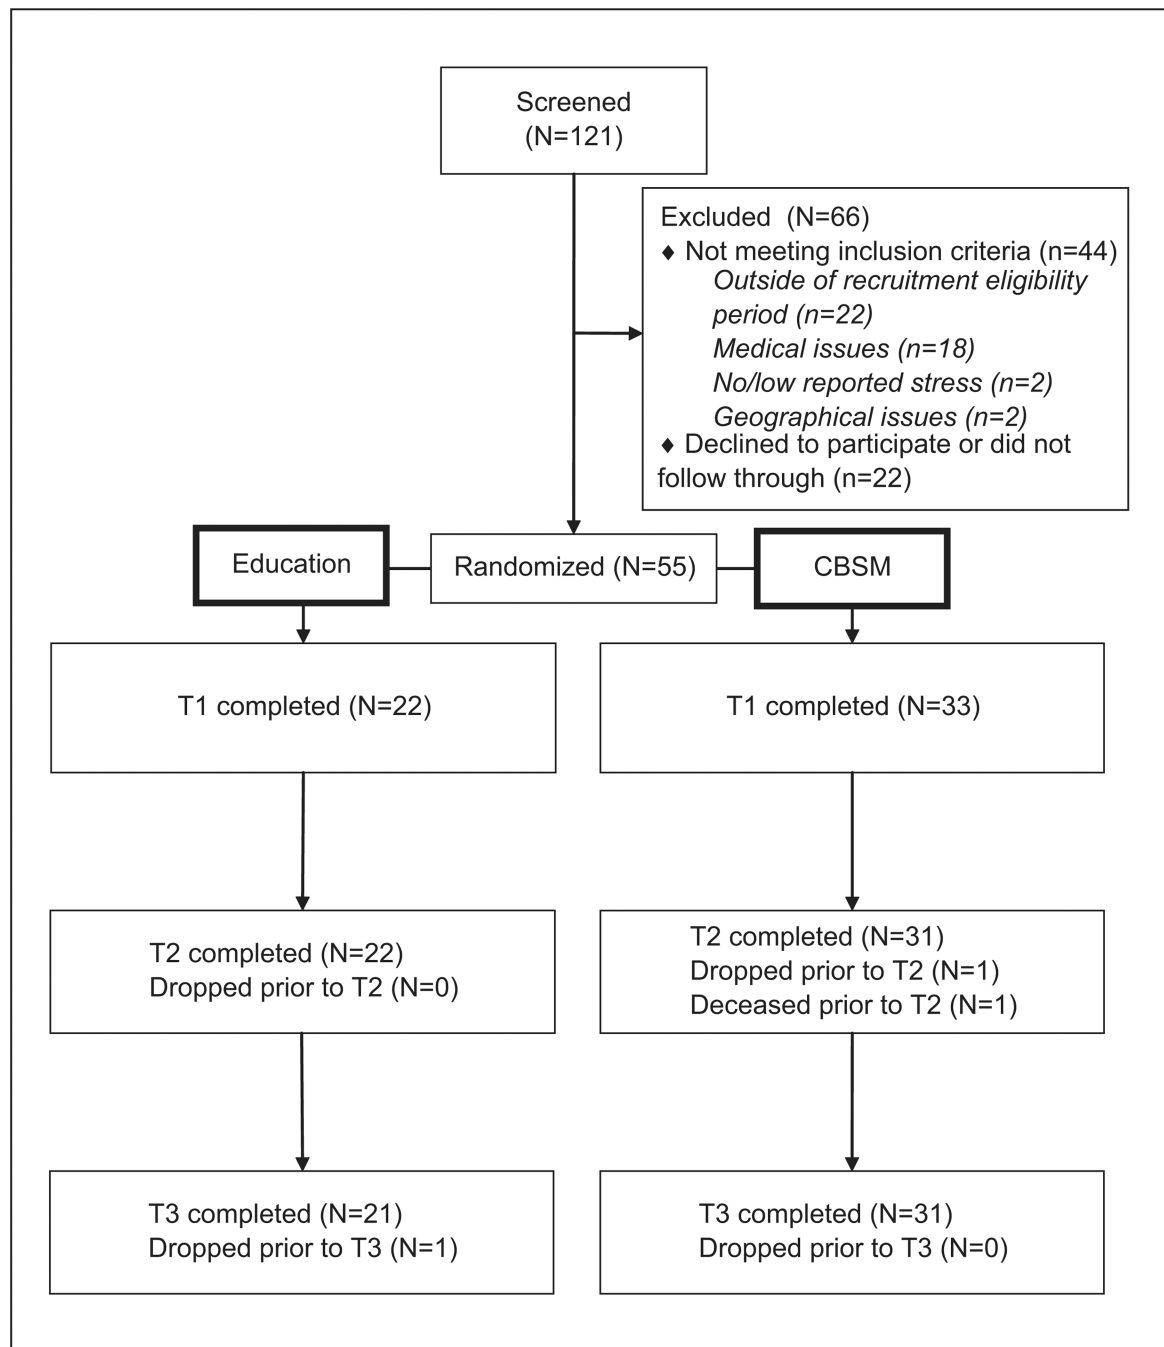 Screened
(N=121)
Excluded  (N=66)
♦ Not meeting inclusion criteria (n=44)
Outside of recruitment eligibility
period (n=22)
Medical issues (n=18)
No/low reported stress (n=2)
Geographical issues (n=2)
♦ Declined to participate or did not
follow through (n=22)
Education
Randomized (N=55)
CBSM
T1 completed (N=22)
T1 completed (N=33)
T2 completed (N=22)
Dropped prior to T2 (N=0)
T2 completed (N=31)
Dropped prior to T2 (N=1)
Deceased prior to T2 (N=1)
T3 completed (N=21)
Dropped prior to T3 (N=1)
T3 completed (N=31)
Dropped prior to T3 (N=0)